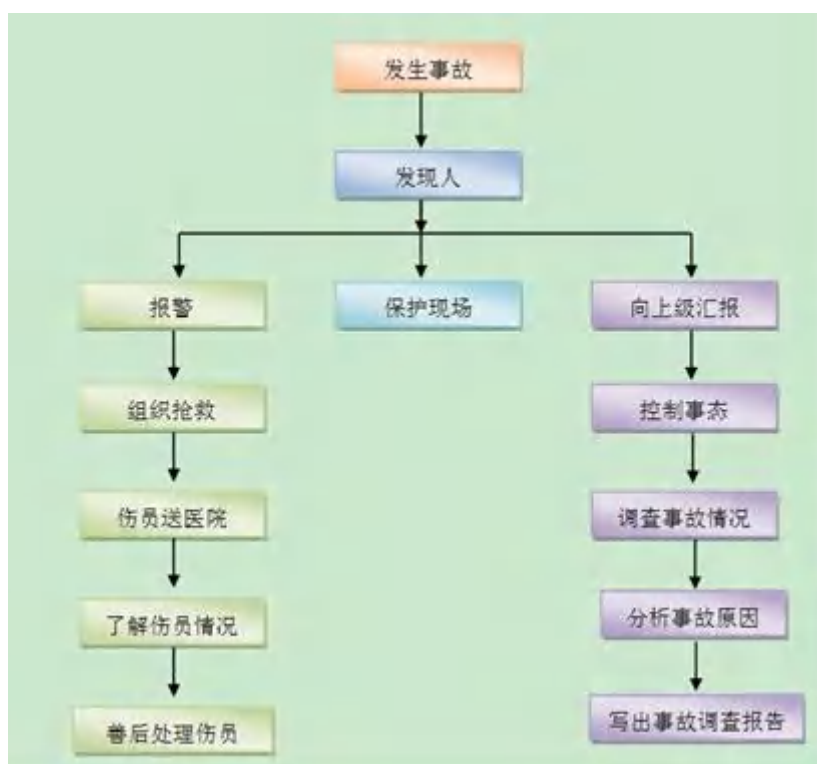 发生事故
发现人
报警
保护现场
向上级汇报
组织抢救
控制事态
伤员送医院
调查事故情况
了解伤员情况
分析事故原因
善后处理伤员
写出事故调查报告